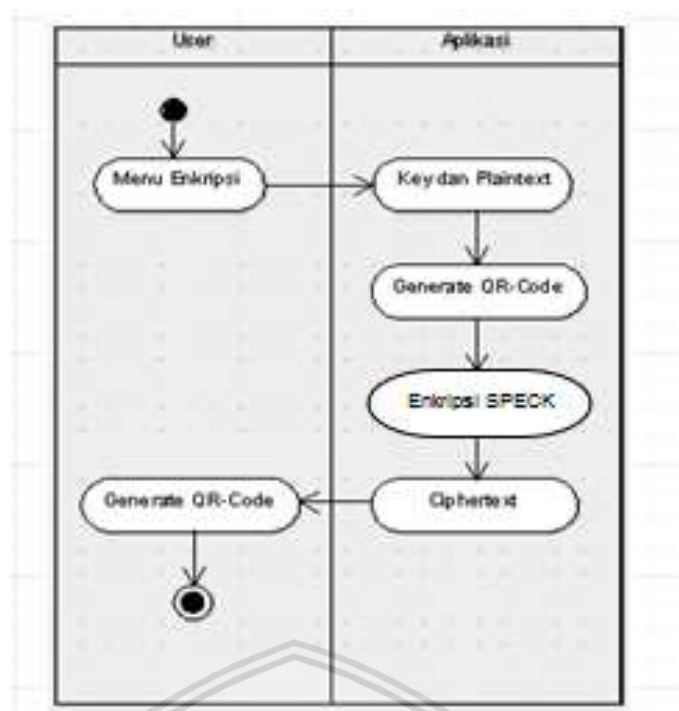 User
Aplikasi
Menu Enkripsi
Key dan Plaintext
Generate QR-Code
Enkripsi SPECK
Generate QR-Code
Ciphertext